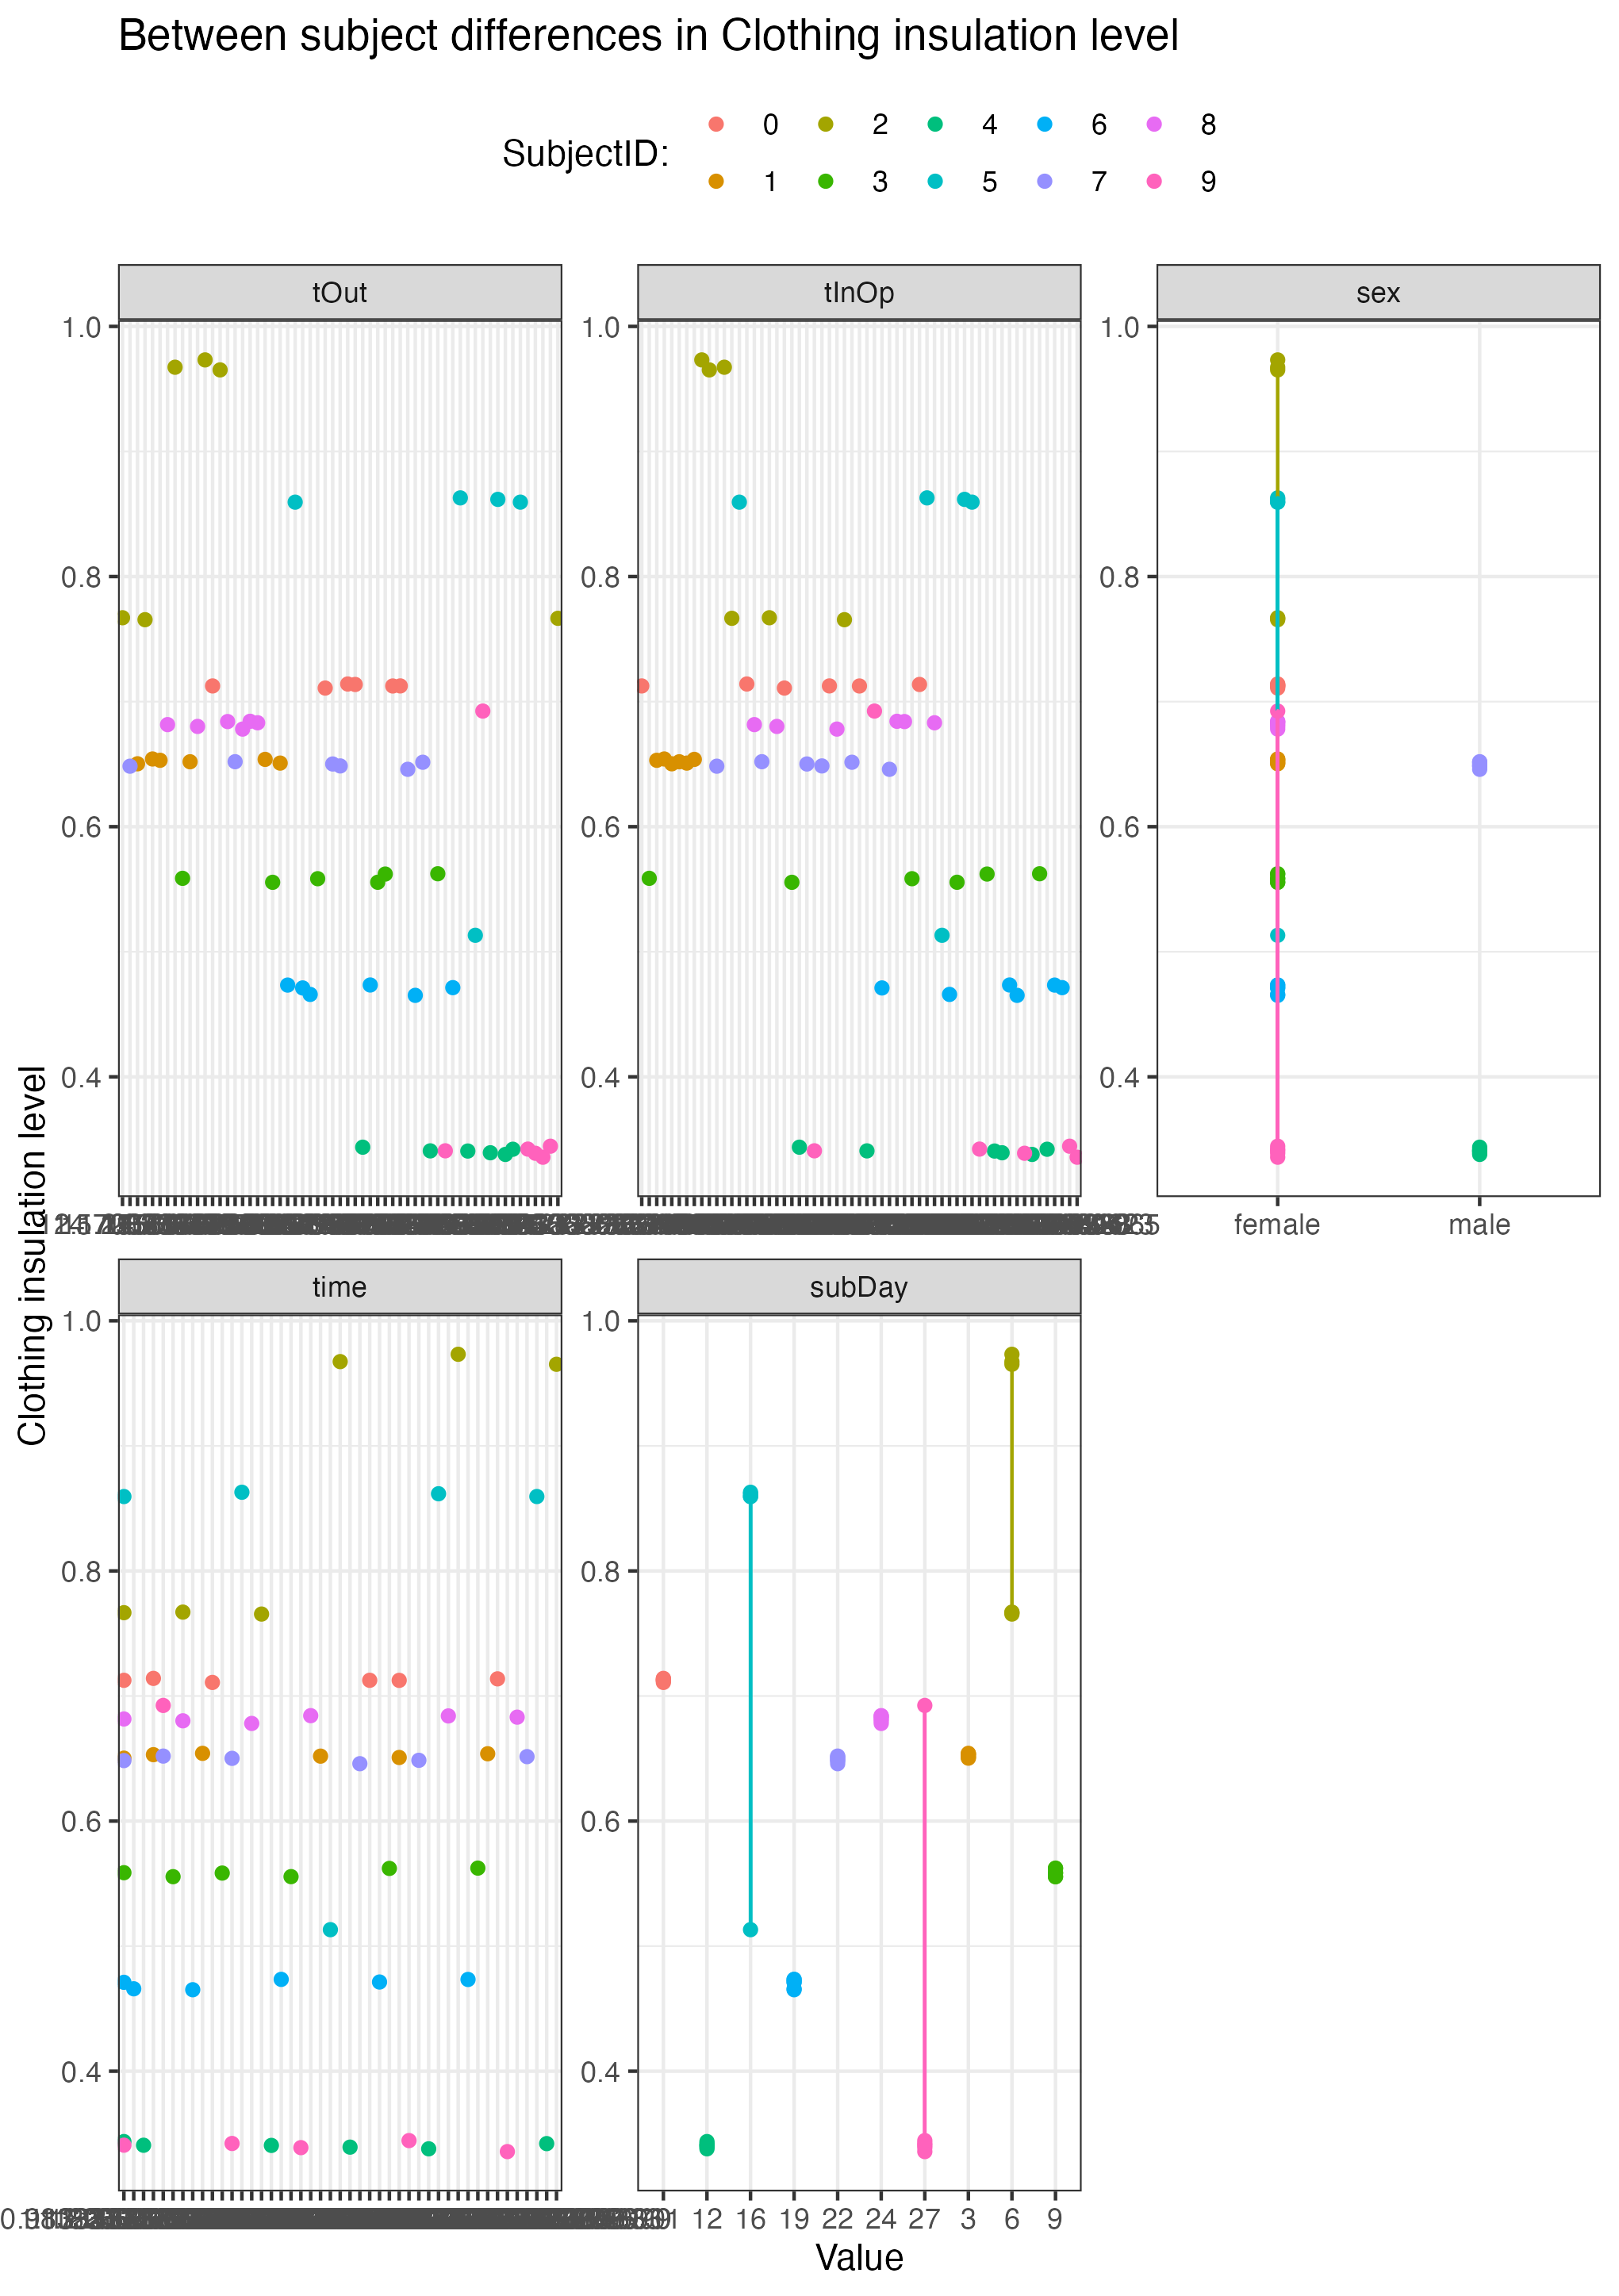 Between subject differences in Clothing insulation level
SubjectID:
0 2 4 6 8
1 3 5 7 9
tOut tInOp sex
1.0 1.0 1.0
0.8 0.8 0.8
0.6 0.6 0.6
0.4 0.4 0.4
female male
Clothing insulation level
time subDay
1.0 1.0
0.8 0.8
0.6 0.6
0.4 0.4
12 16 19 22 24 27 3 6 9
Value